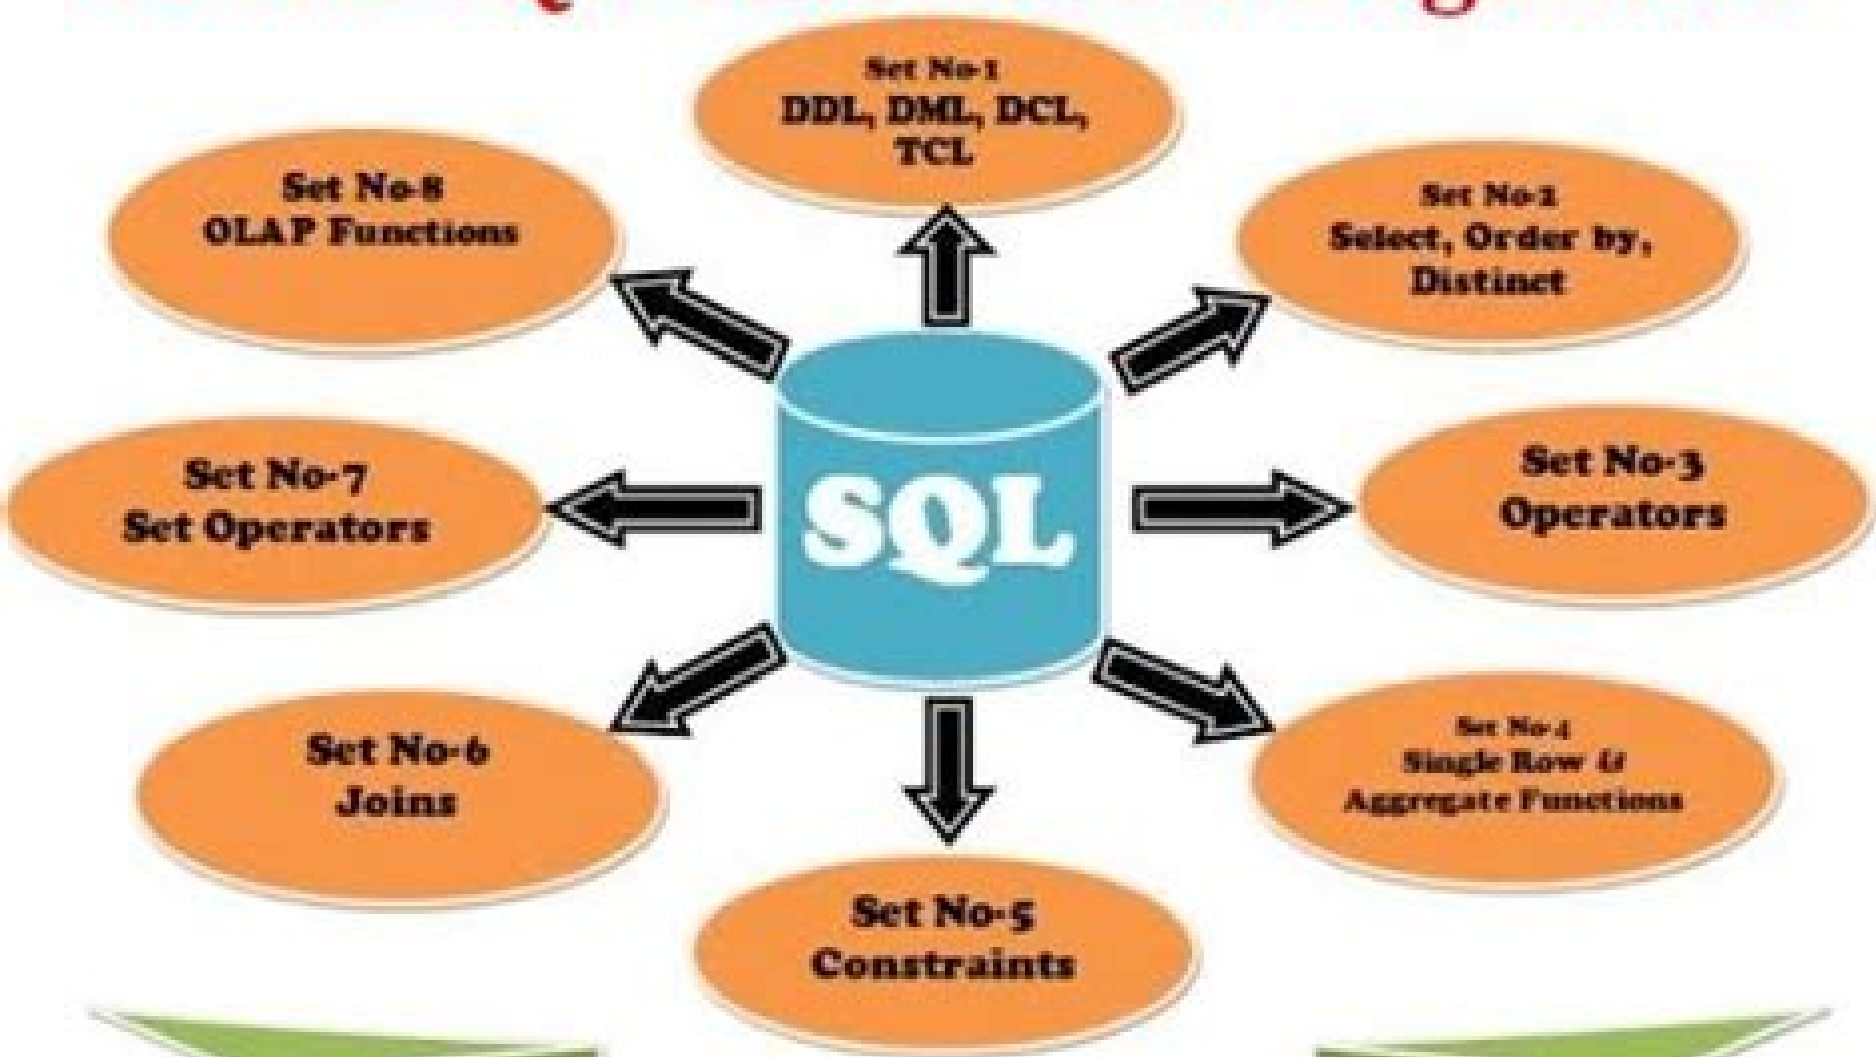 Set No-1
DDL, DML, DCL,
TCL
Set No-2
Select, Order by,
Distinct
Set No-3
Operators
Set No-4
Single Row &
Aggregate Functions
Set No-5
Constraints
Set No-6
Joins
Set No-7
Set Operators
Set No-8
OLAP Functions
SQL